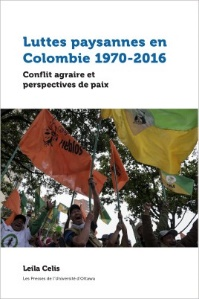 Luttes paysannes en
Colombie 1970-2016
Conflit agraire et
perspectives de paix
Leila Celis
Les Presses de l'Université d'Ottawa